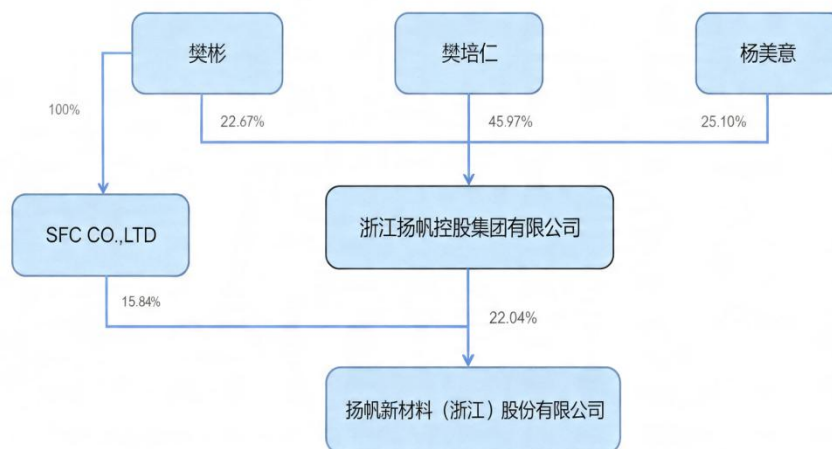 樊彬
樊培仁
杨美意
100%
22.67%
45.97%
25.10%
SFC CO.,LTD
浙江扬帆控股集团有限公司
15.84%
22.04%
扬帆新材料（浙江）股份有限公司